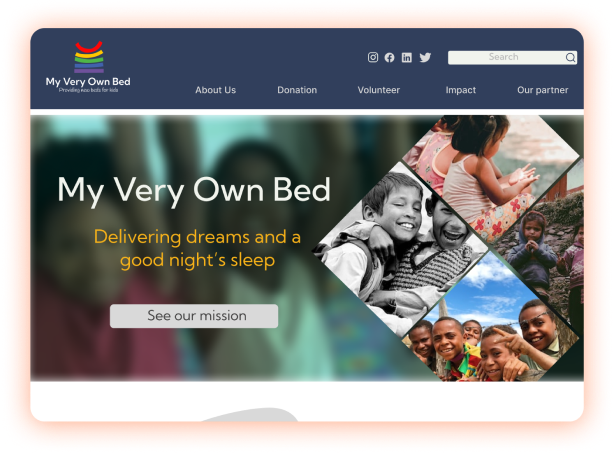 My Very Own Bed
Providing new beds for kids
Search
About Us
Donation
Volunteer
Impact
Our partner
My Very Own Bed
Delivering dreams and a
good night's sleep
See our mission